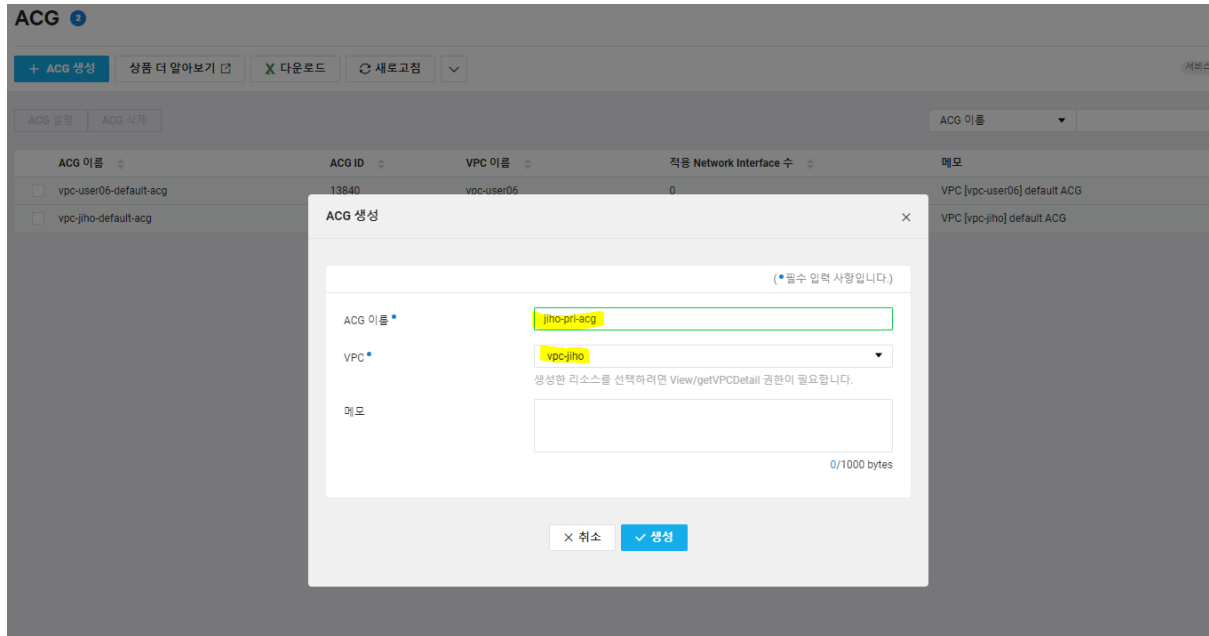 ACG 2
+ ACG 생성 상품 더 알아보기 X 다운로드 새로고침
ACG 설정 ACG 삭제 ACG 이름
ACG 이름 ACG ID VPC 이름 적용 Network Interface 수 메모
vpc-user06-default-acg 13840 vpc-user06 0 VPC [vpc-user06] default ACG
vpc-jiho-default-acg VPC [vpc-jiho] default ACG
ACG 생성
(•필수 입력 사항입니다.)
ACG 이름• jiho-pri-acg
VPC• vpc-jiho
생성한 리소스를 선택하려면 View/getVPCDetail 권한이 필요합니다.
메모
0/1000 bytes
취소 생성